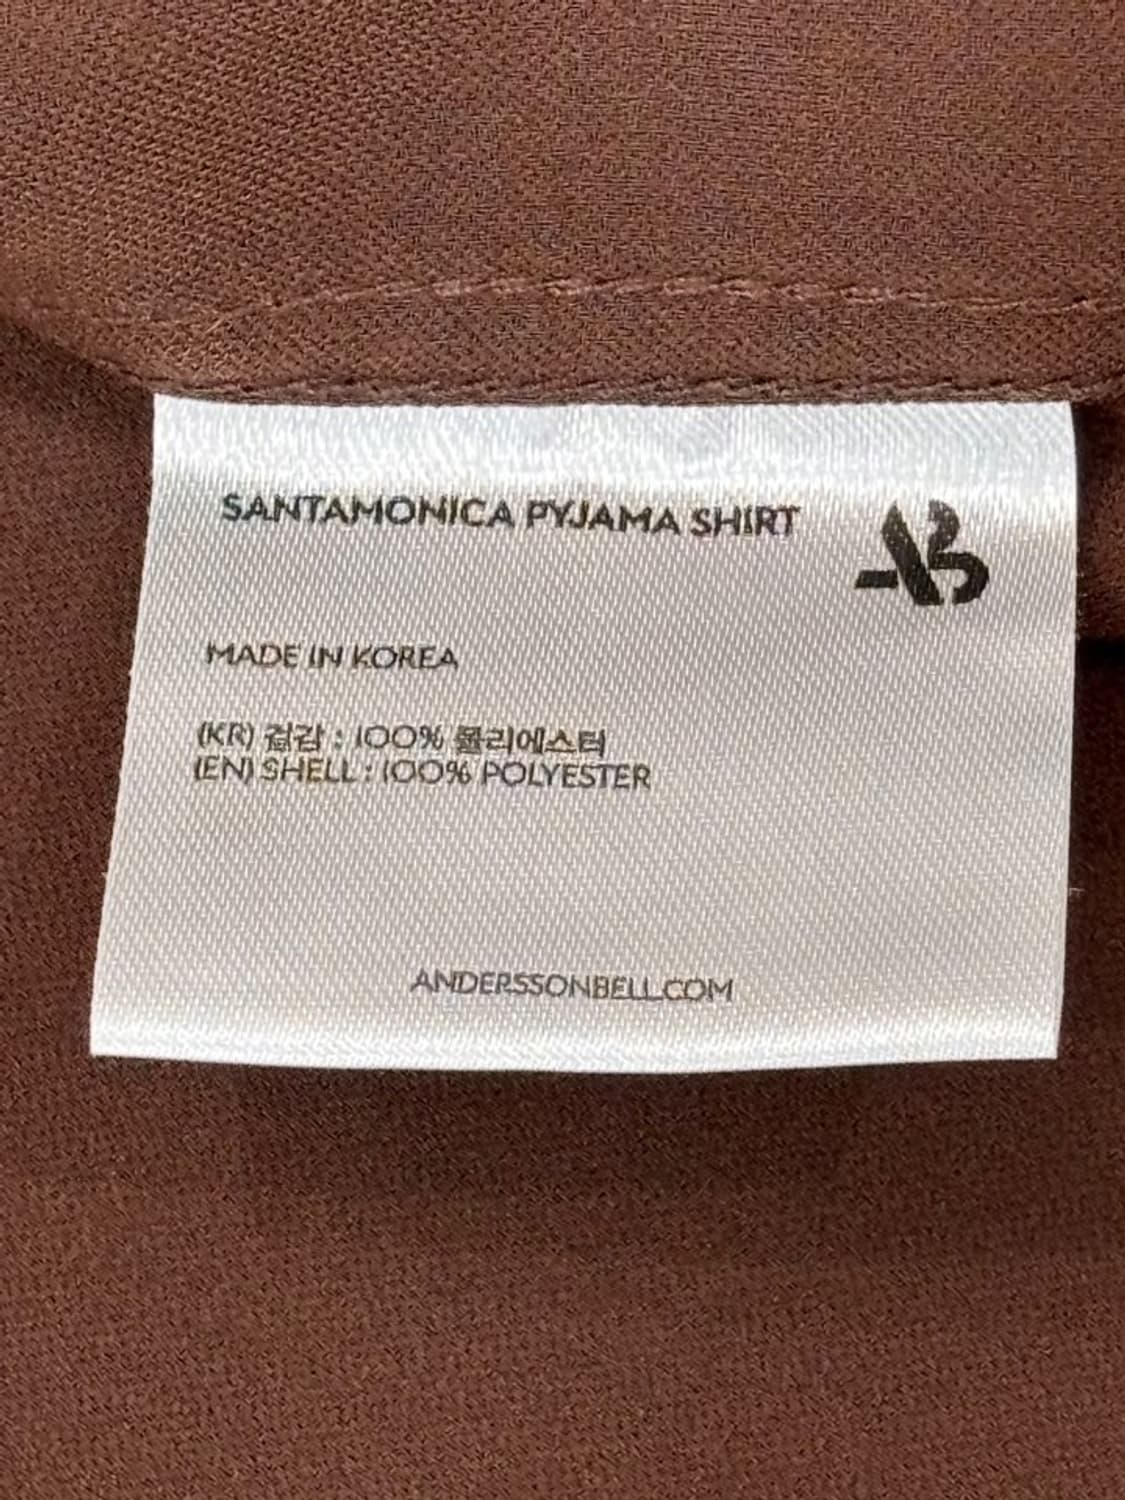 SANTAMONICA PYJAMA SHIRT
AB
MADE IN KOREA
(KR) 겉감 : 100% 폴리에스터
(EN) SHELL : 100% POLYESTER
ANDERSSONBELL.COM